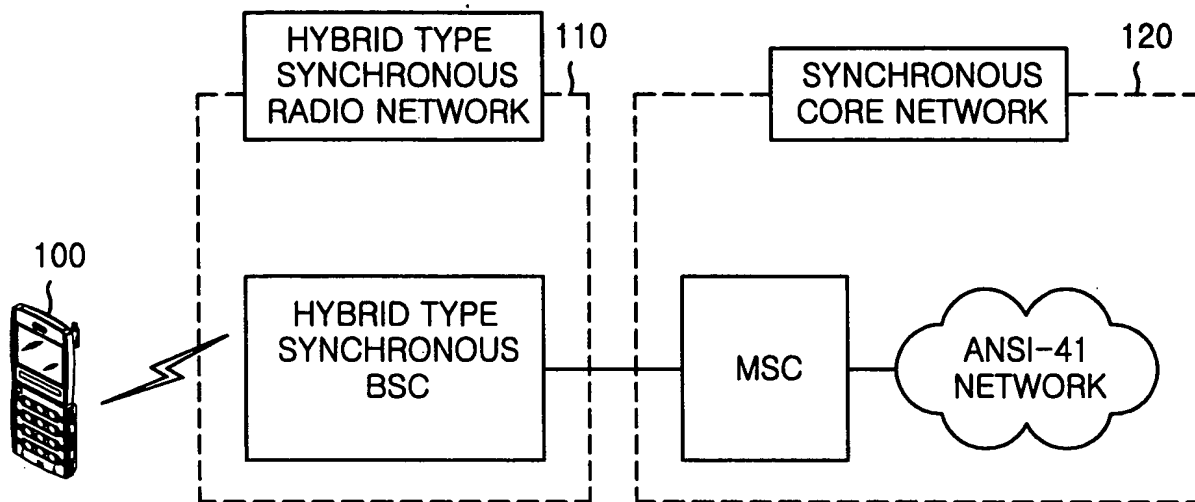 HYBRID TYPE
SYNCHRONOUS
RADIO NETWORK
110
SYNCHRONOUS
CORE NETWORK
120
100
HYBRID TYPE
SYNCHRONOUS
BSC
MSC
ANSI-41
NETWORK